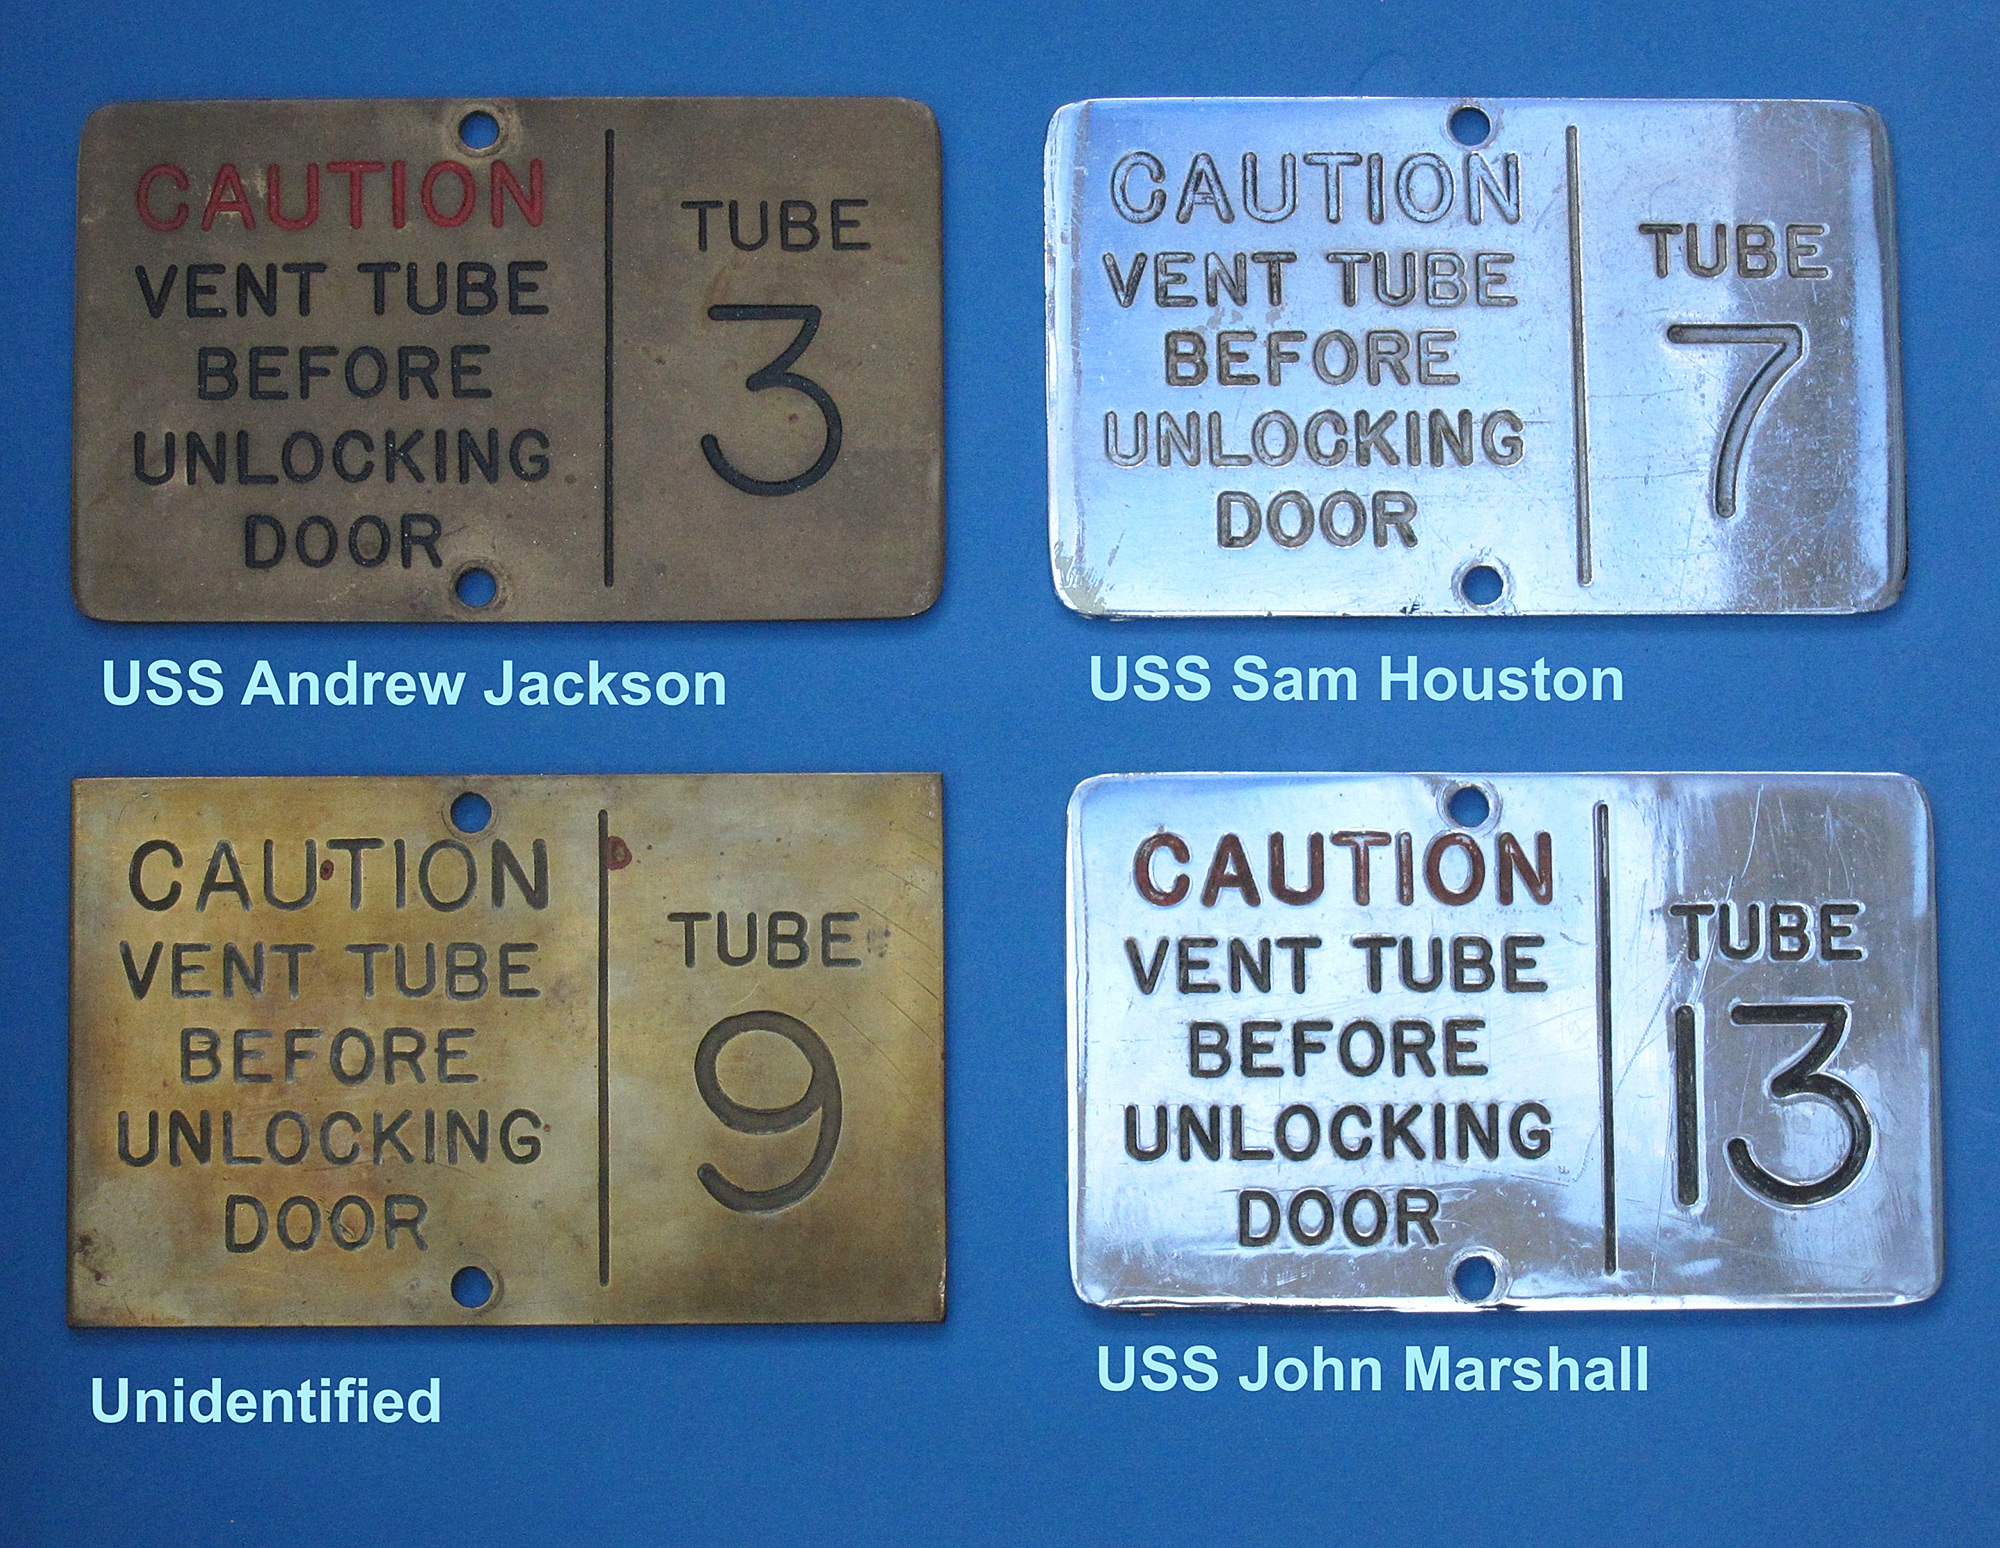 CAUTION
VENT TUBE
BEFORE
UNLOCKING
DOOR
TUBE
3
USS Andrew Jackson
CAUTION
VENT TUBE
BEFORE
UNLOCKING
DOOR
TUBE
7
USS Sam Houston
CAUTION
VENT TUBE
BEFORE
UNLOCKING
DOOR
TUBE
9
Unidentified
CAUTION
VENT TUBE
BEFORE
UNLOCKING
DOOR
TUBE
13
USS John Marshall